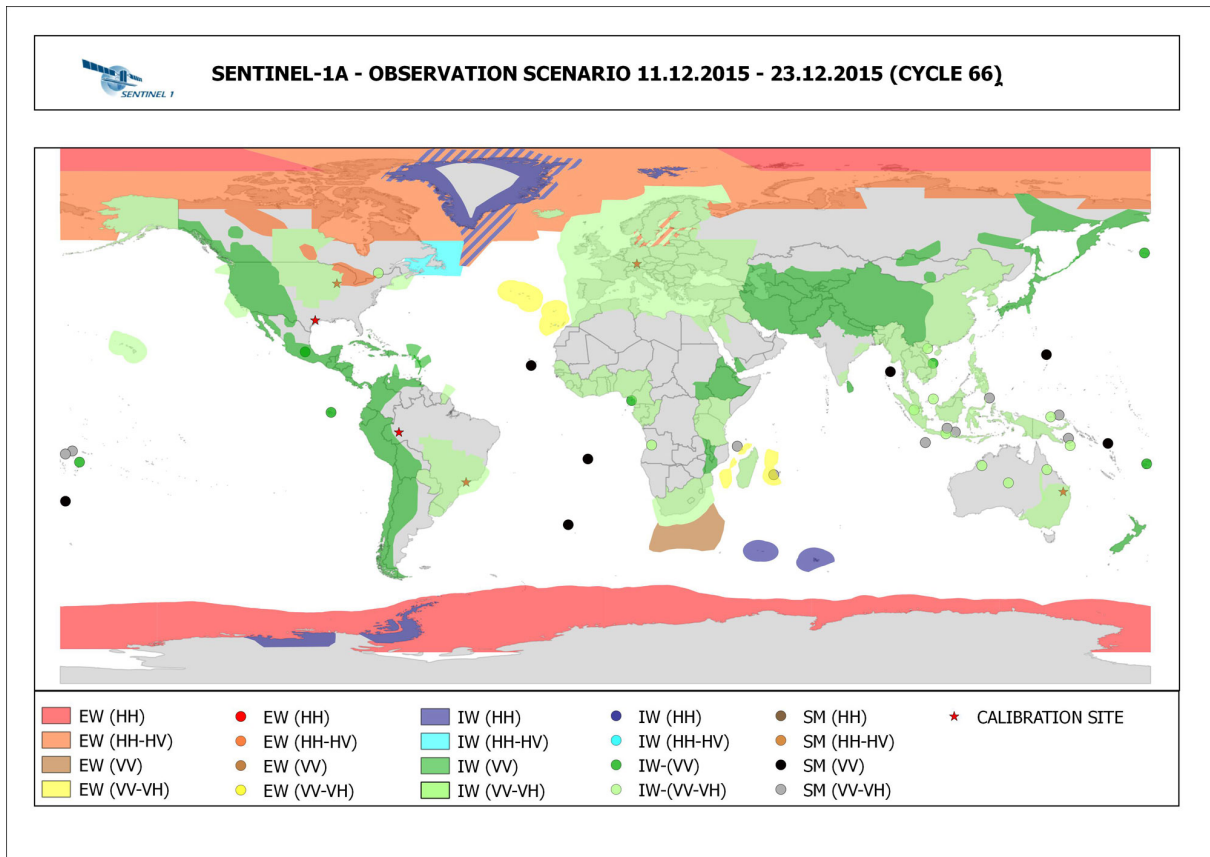 SENTINEL 1
SENTINEL-1A - OBSERVATION SCENARIO 11.12.2015 - 23.12.2015 (CYCLE 66)
EW (HH)
EW (HH)
IW (HH)
IW (HH)
SM (HH)
CALIBRATION SITE
EW (HH-HV)
EW (HH-HV)
IW (HH-HV)
IW (HH-HV)
SM (HH-HV)
EW (VV)
EW (VV)
IW (VV)
IW-(VV)
SM (VV)
EW (VV-VH)
EW (VV-VH)
IW (VV-VH)
IW-(VV-VH)
SM (VV-VH)